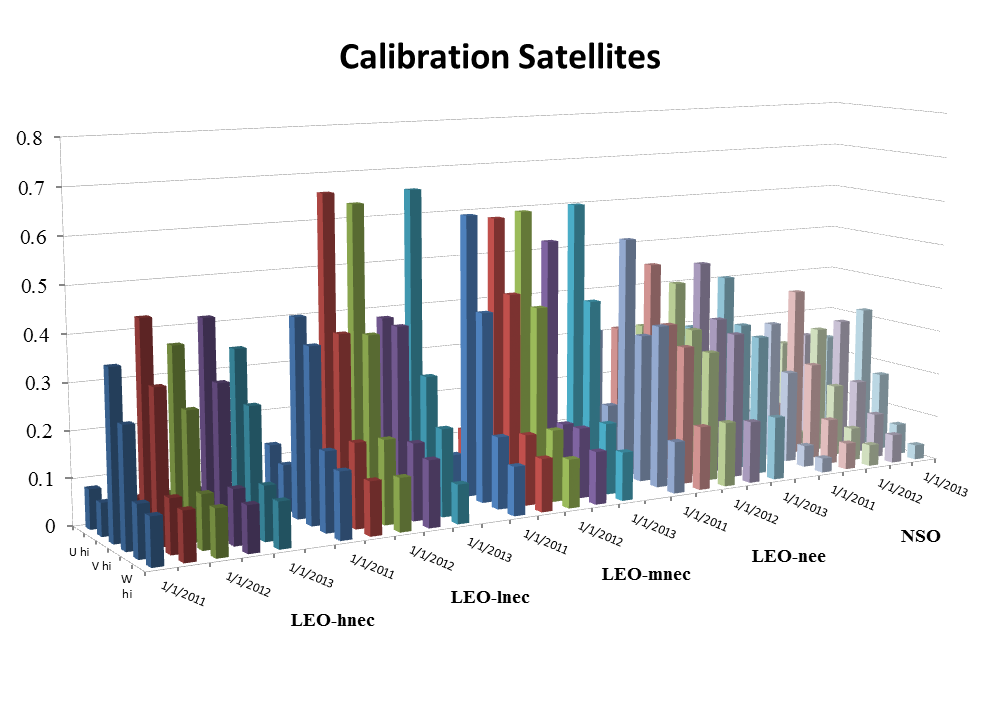 Calibration Satellites
0.8
0.7
0.6
0.5
0.4
0.3
0.2
0.1
0
U hi
V hi
W
hi
1/1/2011
1/1/2012
1/1/2013
LEO-hnec
1/1/2011
1/1/2012
1/1/2013
LEO-lnec
1/1/2011
1/1/2012
1/1/2013
LEO-mnec
1/1/2011
1/1/2012
1/1/2013
LEO-nee
1/1/2011
1/1/2012
1/1/2013
NSO